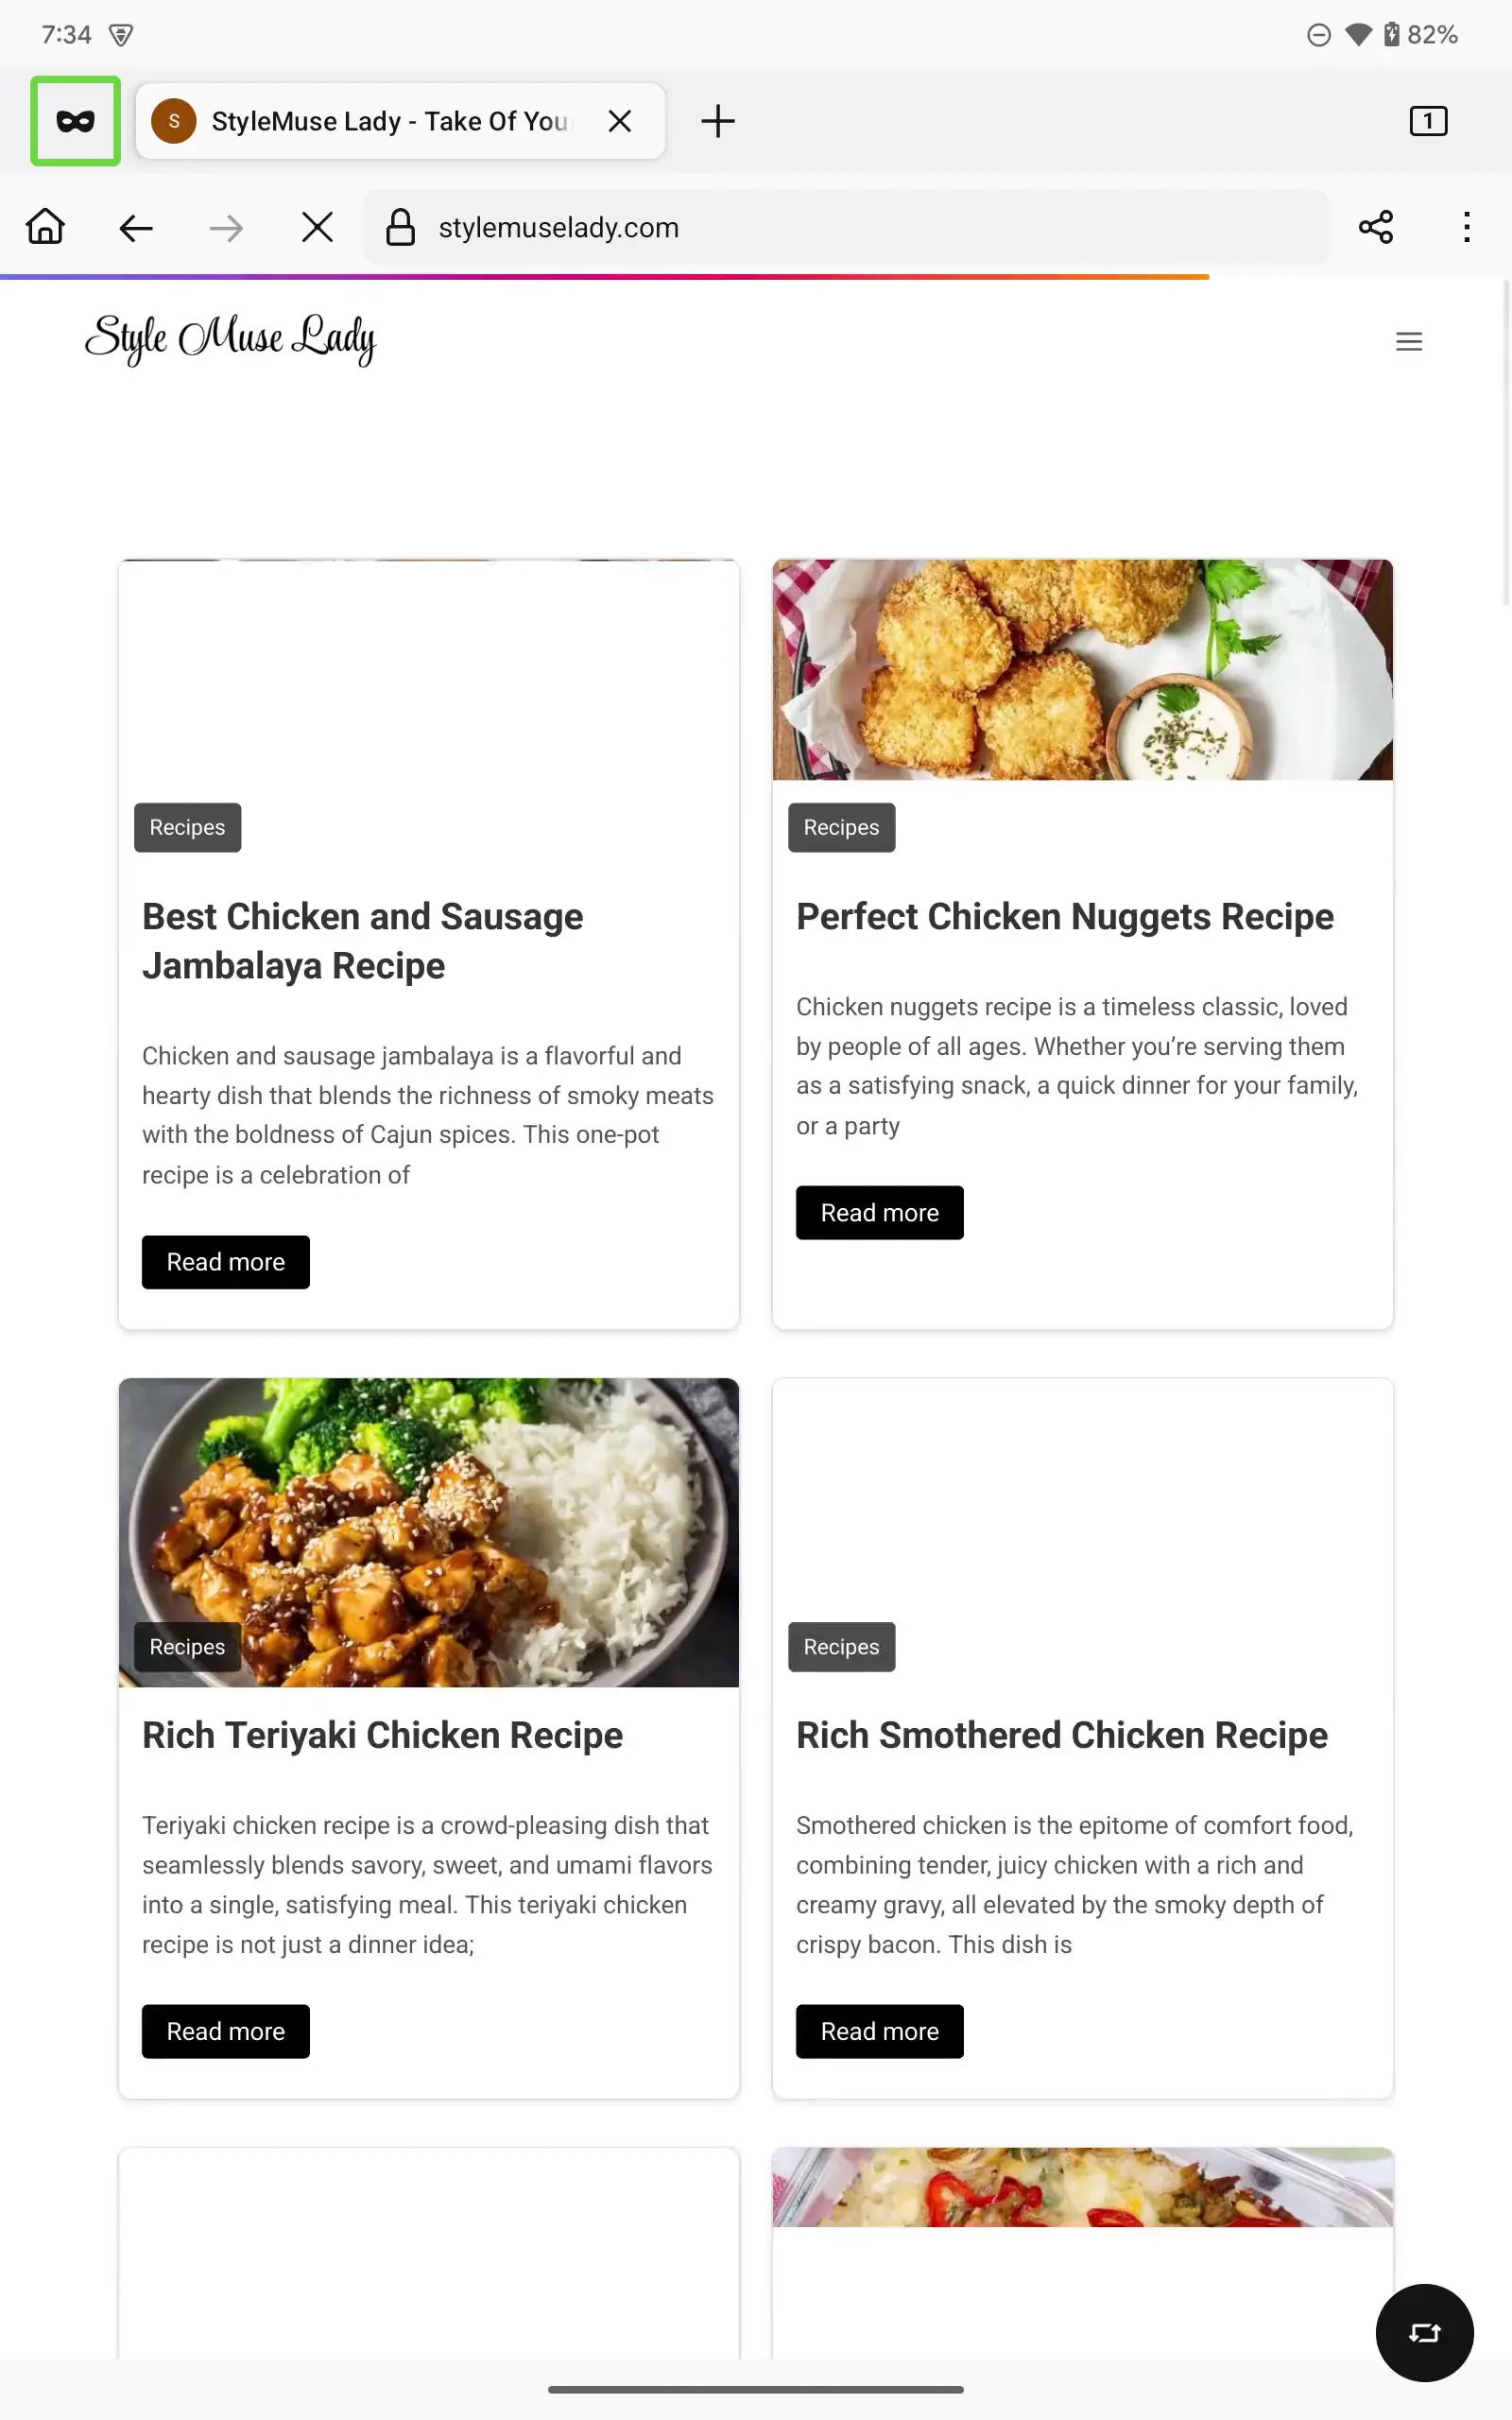 7:34
82%
S
StyleMuse Lady - Take Of You
1
stylemuselady.com
Style Muse Lady
Recipes
Best Chicken and Sausage
Jambalaya Recipe
Chicken and sausage jambalaya is a flavorful and
hearty dish that blends the richness of smoky meats
with the boldness of Cajun spices. This one-pot
recipe is a celebration of
Read more
Recipes
Perfect Chicken Nuggets Recipe
Chicken nuggets recipe is a timeless classic, loved
by people of all ages. Whether you’re serving them
as a satisfying snack, a quick dinner for your family,
or a party
Read more
Recipes
Rich Teriyaki Chicken Recipe
Teriyaki chicken recipe is a crowd-pleasing dish that
seamlessly blends savory, sweet, and umami flavors
into a single, satisfying meal. This teriyaki chicken
recipe is not just a dinner idea;
Read more
Recipes
Rich Smothered Chicken Recipe
Smothered chicken is the epitome of comfort food,
combining tender, juicy chicken with a rich and
creamy gravy, all elevated by the smoky depth of
crispy bacon. This dish is
Read more